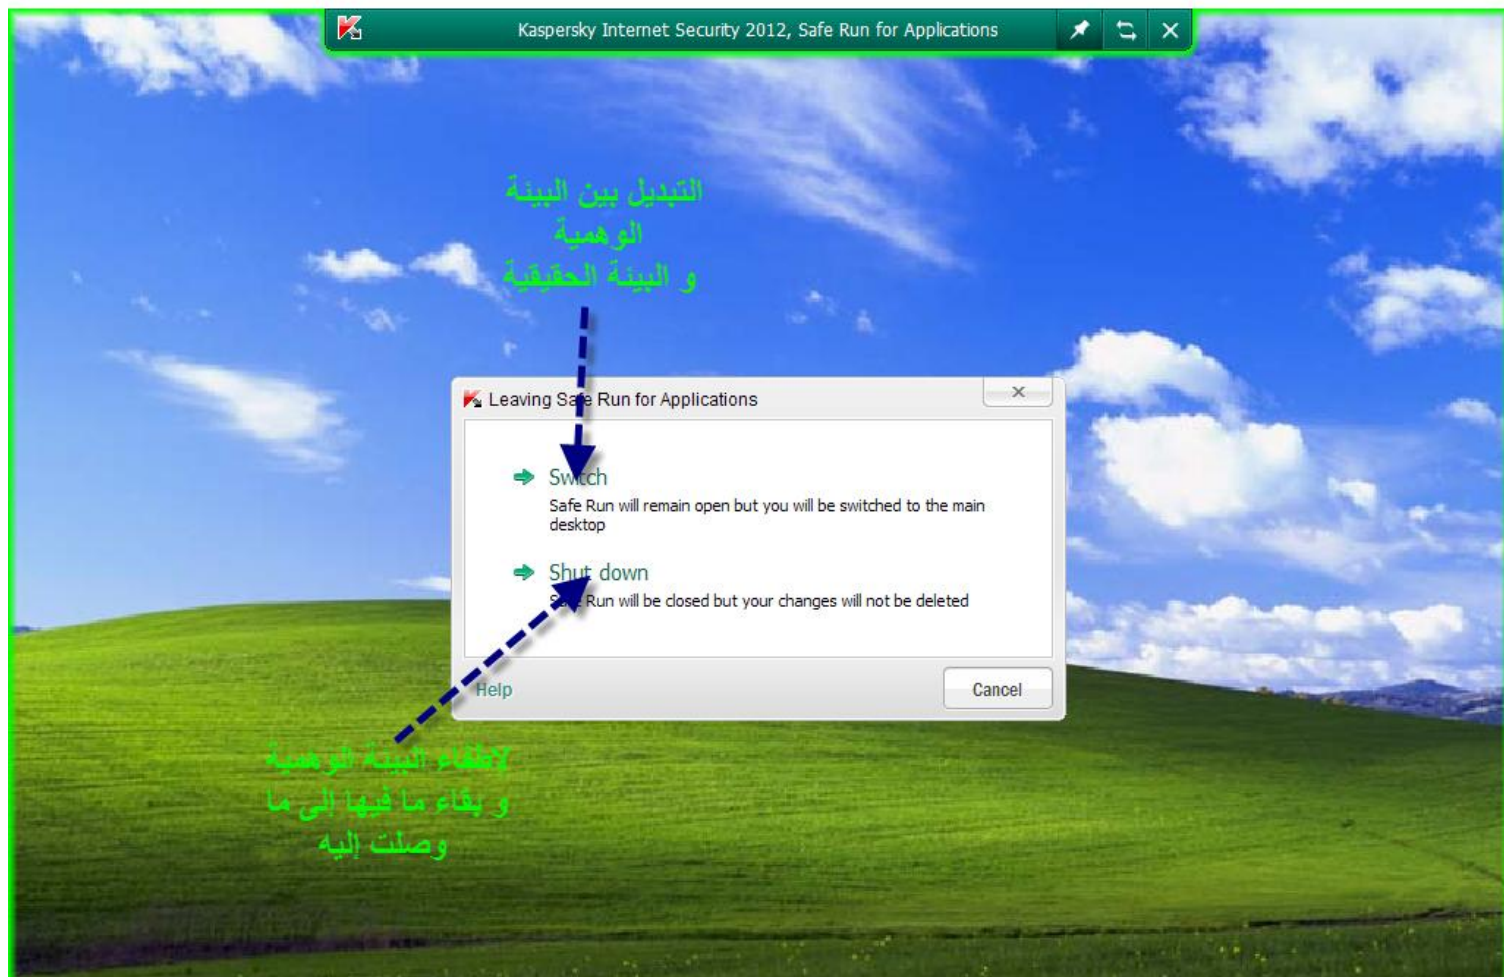 Kaspersky Internet Security 2012, Safe Run for Applications
التبديل بين البيئة
الوهمية
و البيئة الحقيقية
Leaving Safe Run for Applications
Switch
Safe Run will remain open but you will be switched to the main
desktop
Shut down
Safe Run will be closed but your changes will not be deleted
Help
Cancel
لإطفاء البيئة الوهمية
و بقاء ما فيها إلى ما
وصلت إليه